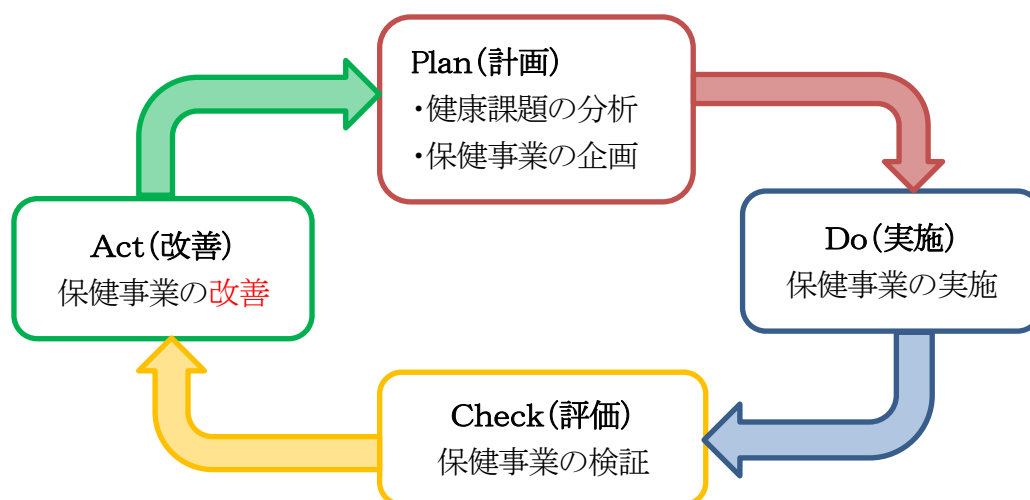 Plan(計画)
・健康課題の分析
・保健事業の企画
Do(実施)
保健事業の実施
Check(評価)
保健事業の検証
Act(改善)
保健事業の改善